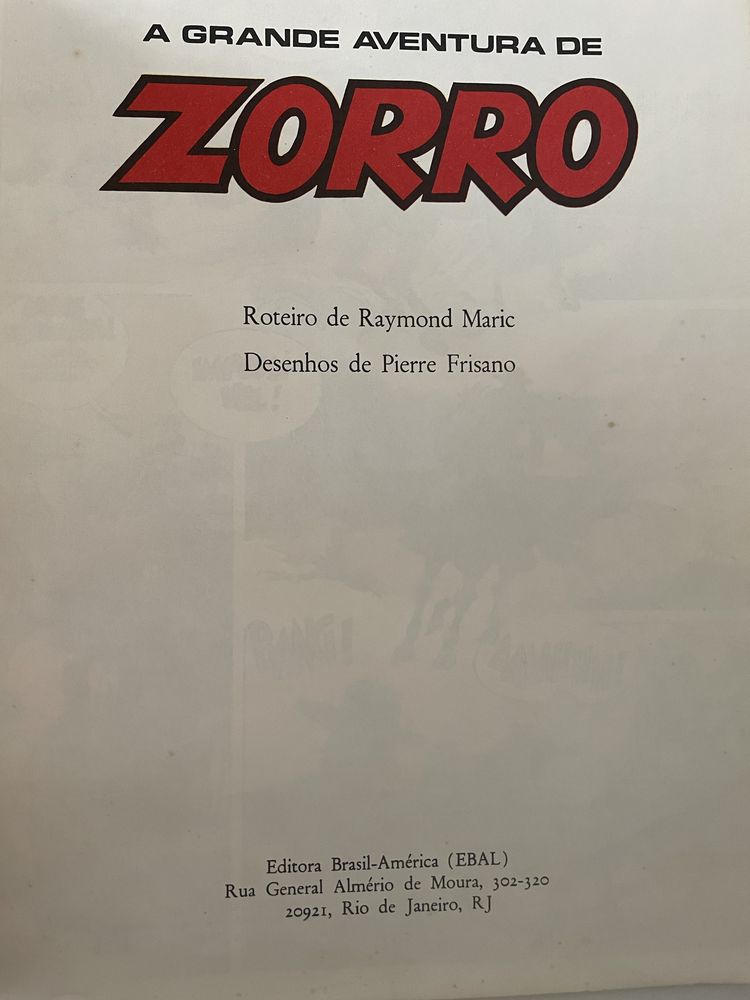 A GRANDE AVENTURA DE
ZORRO
Roteiro de Raymond Maric
Desenhos de Pierre Frisano
Editora Brasil-América (EBAL)
Rua General Almério de Moura, 302-320
20921, Rio de Janeiro, RJ